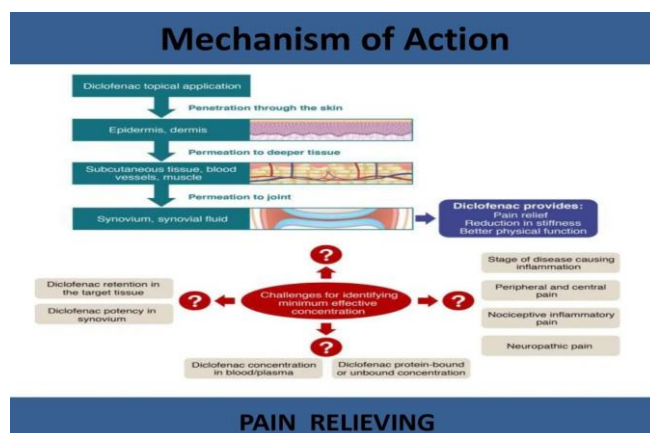 Mechanism of Action
Diclofenac topical application
Penetration through the skin
Epidermis, dermis
Permeation to deeper tissue
Subcutaneous tissue, blood
vessels, muscle
Permeation to joint
Synovium, synovial fluid
Diclofenac provides:
Pain relief
Reduction in stiffness
Better physical function
?
Challenges for identifying
minimum effective
concentration
?
Diclofenac retention in
the target tissue
Diclofenac potency in
synovium
?
Stage of disease causing
inflammation
Peripheral and central
pain
Nociceptive inflammatory
pain
Neuropathic pain
?
Diclofenac concentration
in blood/plasma
Diclofenac protein-bound
or unbound concentration
PAIN RELIEVING